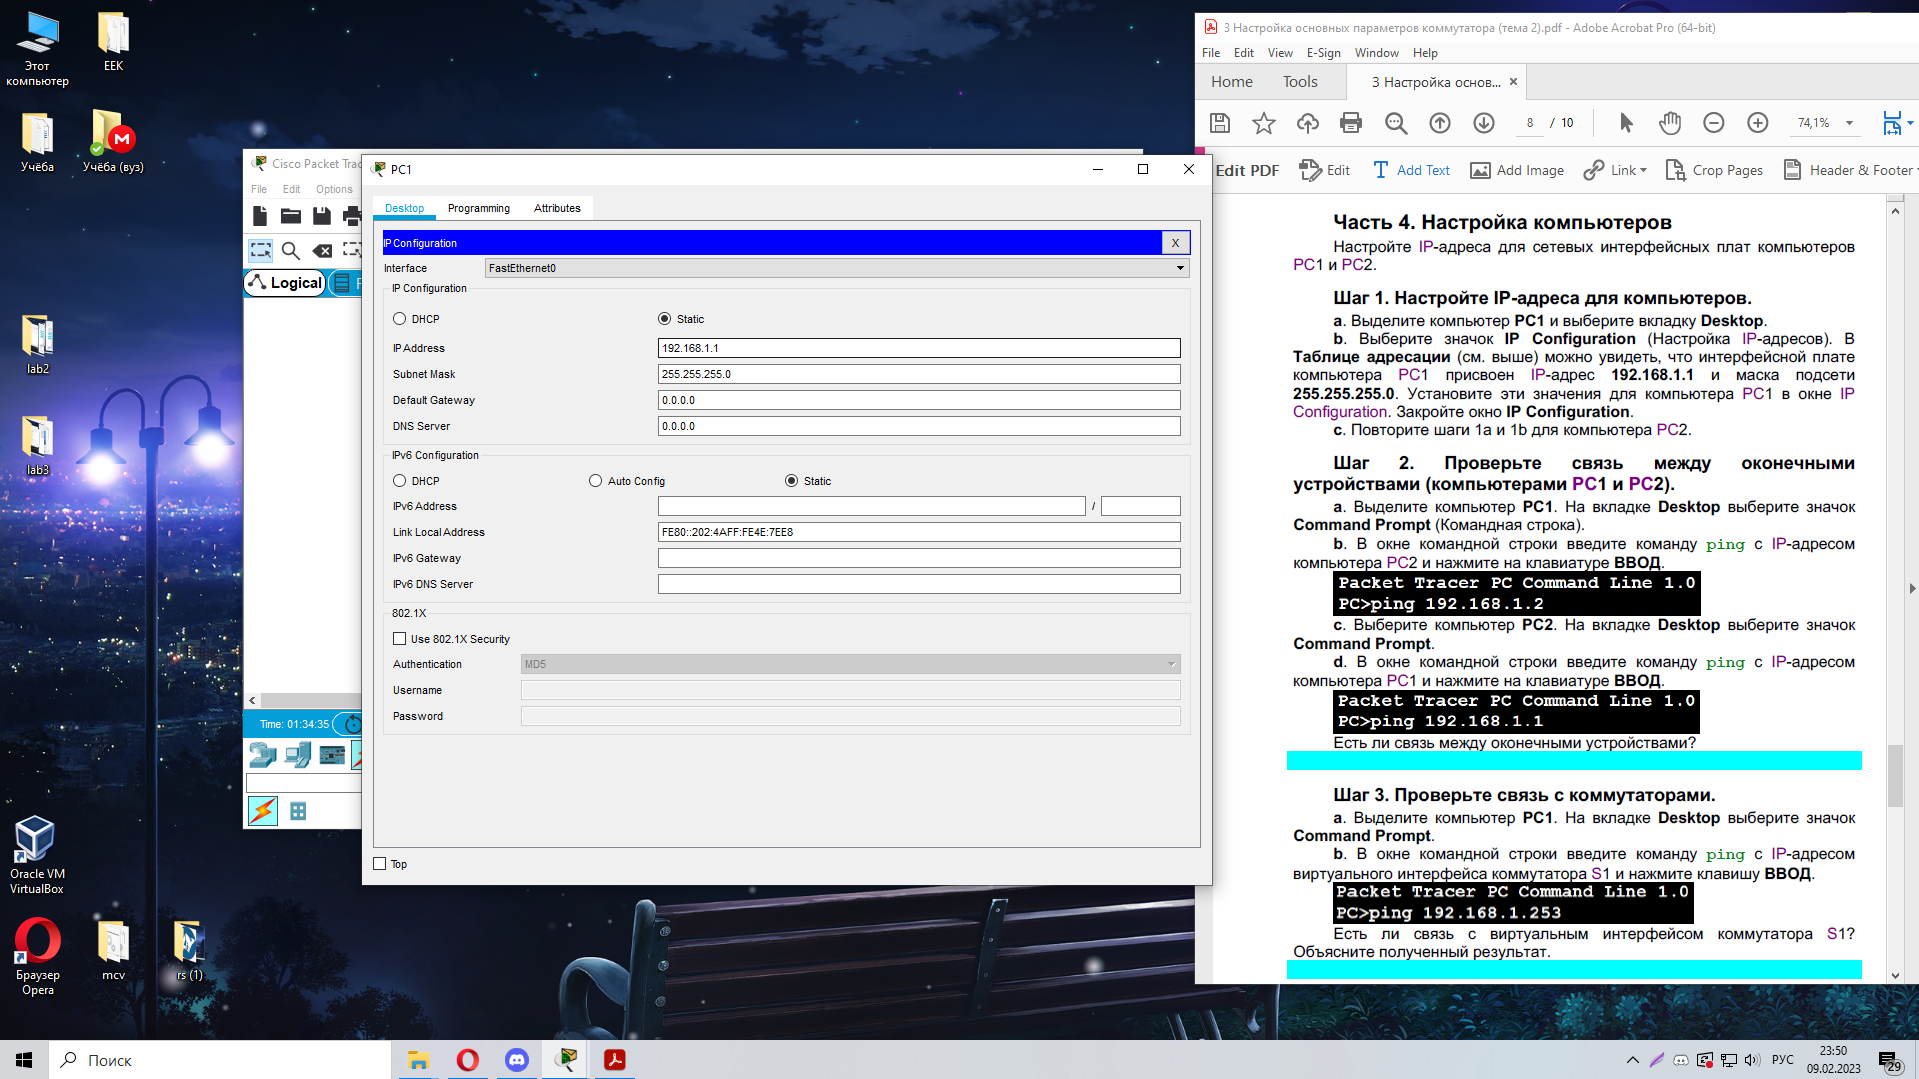 Этот
компьютер
EEK
Учёба
Учёба (вуз)
lab2
lab3
Oracle VM
VirtualBox
Браузер
Opera
mcv
rs (1)
Cisco Packet Trac
File Edit Options
Logical
Time: 01:34:35
PC1
Desktop Programming Attributes
IP Configuration X
Interface FastEthernet0
IP Configuration
DHCP Static
IP Address 192.168.1.1
Subnet Mask 255.255.255.0
Default Gateway 0.0.0.0
DNS Server 0.0.0.0
IPv6 Configuration
DHCP Auto Config Static
IPv6 Address /
Link Local Address FE80::202:4AFF:FE4E:7EE8
IPv6 Gateway
IPv6 DNS Server
802.1X
Use 802.1X Security
Authentication MD5
Username
Password
Top
3 Настройка основных параметров коммутатора (тема 2).pdf - Adobe Acrobat Pro (64-bit)
File Edit View E-Sign Window Help
Home Tools 3 Настройка основ... ×
8 / 10 74,1%
Edit PDF Edit Add Text Add Image Link Crop Pages Header & Footer
Часть 4. Настройка компьютеров
Настройте IP-адреса для сетевых интерфейсных плат компьютеров
PC1 и PC2.
Шаг 1. Настройте IP-адреса для компьютеров.
a. Выделите компьютер PC1 и выберите вкладку Desktop.
b. Выберите значок IP Configuration (Настройка IP-адресов). В
Таблице адресации (см. выше) можно увидеть, что интерфейсной плате
компьютера PC1 присвоен IP-адрес 192.168.1.1 и маска подсети
255.255.255.0. Установите эти значения для компьютера PC1 в окне IP
Configuration. Закройте окно IP Configuration.
c. Повторите шаги 1a и 1b для компьютера PC2.
Шаг 2. Проверьте связь между оконечными
устройствами (компьютерами PC1 и PC2).
a. Выделите компьютер PC1. На вкладке Desktop выберите значок
Command Prompt (Командная строка).
b. В окне командной строки введите команду ping с IP-адресом
компьютера PC2 и нажмите на клавиатуре ВВОД.
Packet Tracer PC Command Line 1.0
PC>ping 192.168.1.2
c. Выберите компьютер PC2. На вкладке Desktop выберите значок
Command Prompt.
d. В окне командной строки введите команду ping с IP-адресом
компьютера PC1 и нажмите на клавиатуре ВВОД.
Packet Tracer PC Command Line 1.0
PC>ping 192.168.1.1
Есть ли связь между оконечными устройствами?
Шаг 3. Проверьте связь с коммутаторами.
a. Выделите компьютер PC1. На вкладке Desktop выберите значок
Command Prompt.
b. В окне командной строки введите команду ping с IP-адресом
виртуального интерфейса коммутатора S1 и нажмите клавишу ВВОД.
Packet Tracer PC Command Line 1.0
PC>ping 192.168.1.253
Есть ли связь с виртуальным интерфейсом коммутатора S1?
Объясните полученный результат.
Поиск
РУС
23:50
09.02.2023
29